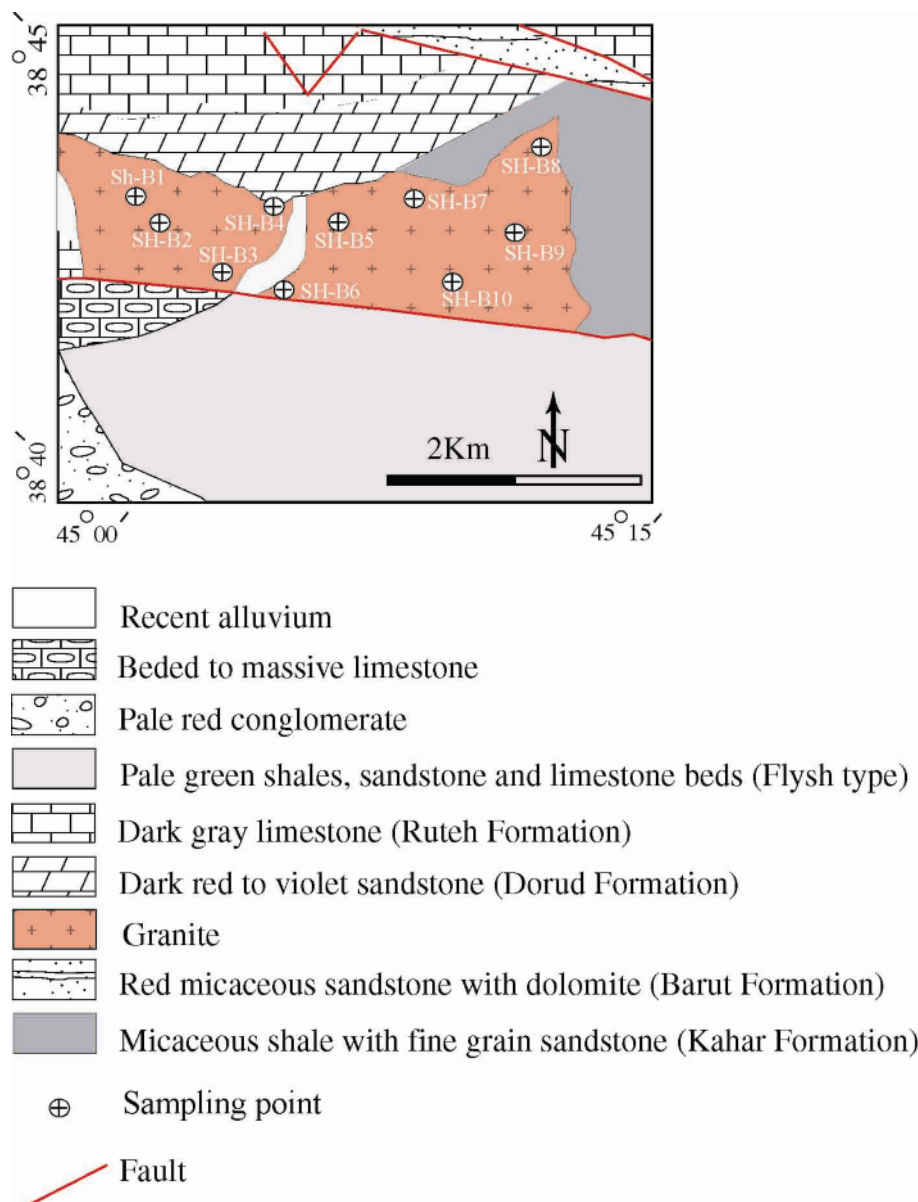 38° 45′
Sh-B1
SH-B2
SH-B3
SH-B4
SH-B5
SH-B6
SH-B7
SH-B8
SH-B9
SH-B10
38° 40′
2Km
N
45° 00′
45° 15′
Recent alluvium
Beded to massive limestone
Pale red conglomerate
Pale green shales, sandstone and limestone beds (Flysh type)
Dark gray limestone (Ruteh Formation)
Dark red to violet sandstone (Dorud Formation)
Granite
Red micaceous sandstone with dolomite (Barut Formation)
Micaceous shale with fine grain sandstone (Kahar Formation)
Sampling point
Fault